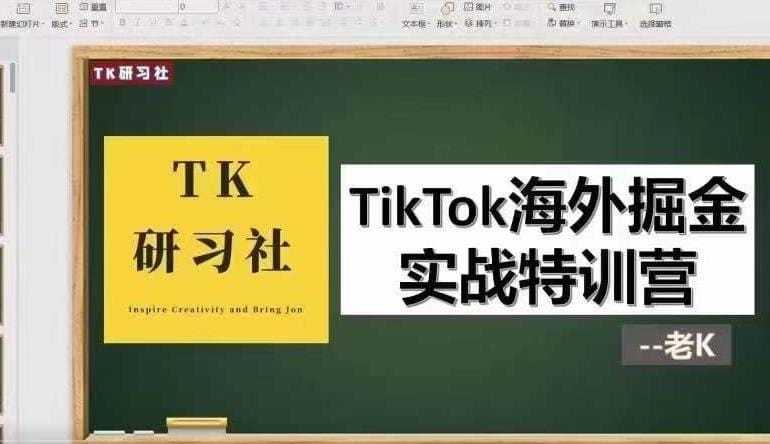 重置
0
查找
图片
新建幻灯片
版式
节
文本框
形状
排列
替换
演示工具
选择窗格
TK研习社
TK
研习社
Inspire Creativity and Bring Jon
TikTok海外掘金
实战特训营
--老K